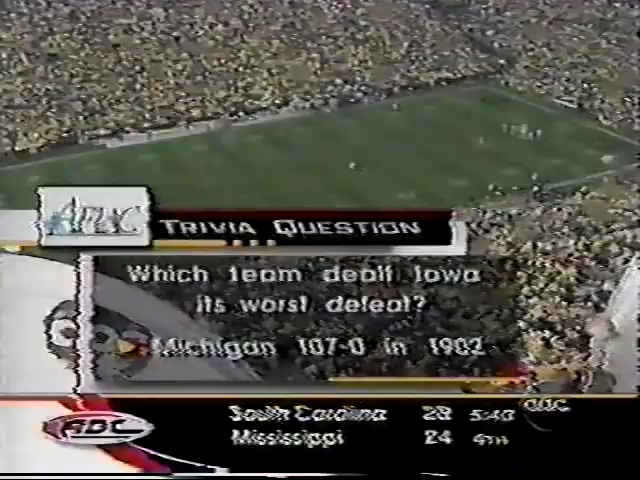 Aflac
TRIVIA QUESTION
Which team dealt Iowa
its worst defeat?
Michigan 107-0 in 1902
abc
South Carolina 28 5:40
ABC
Mississippi 24 4TH